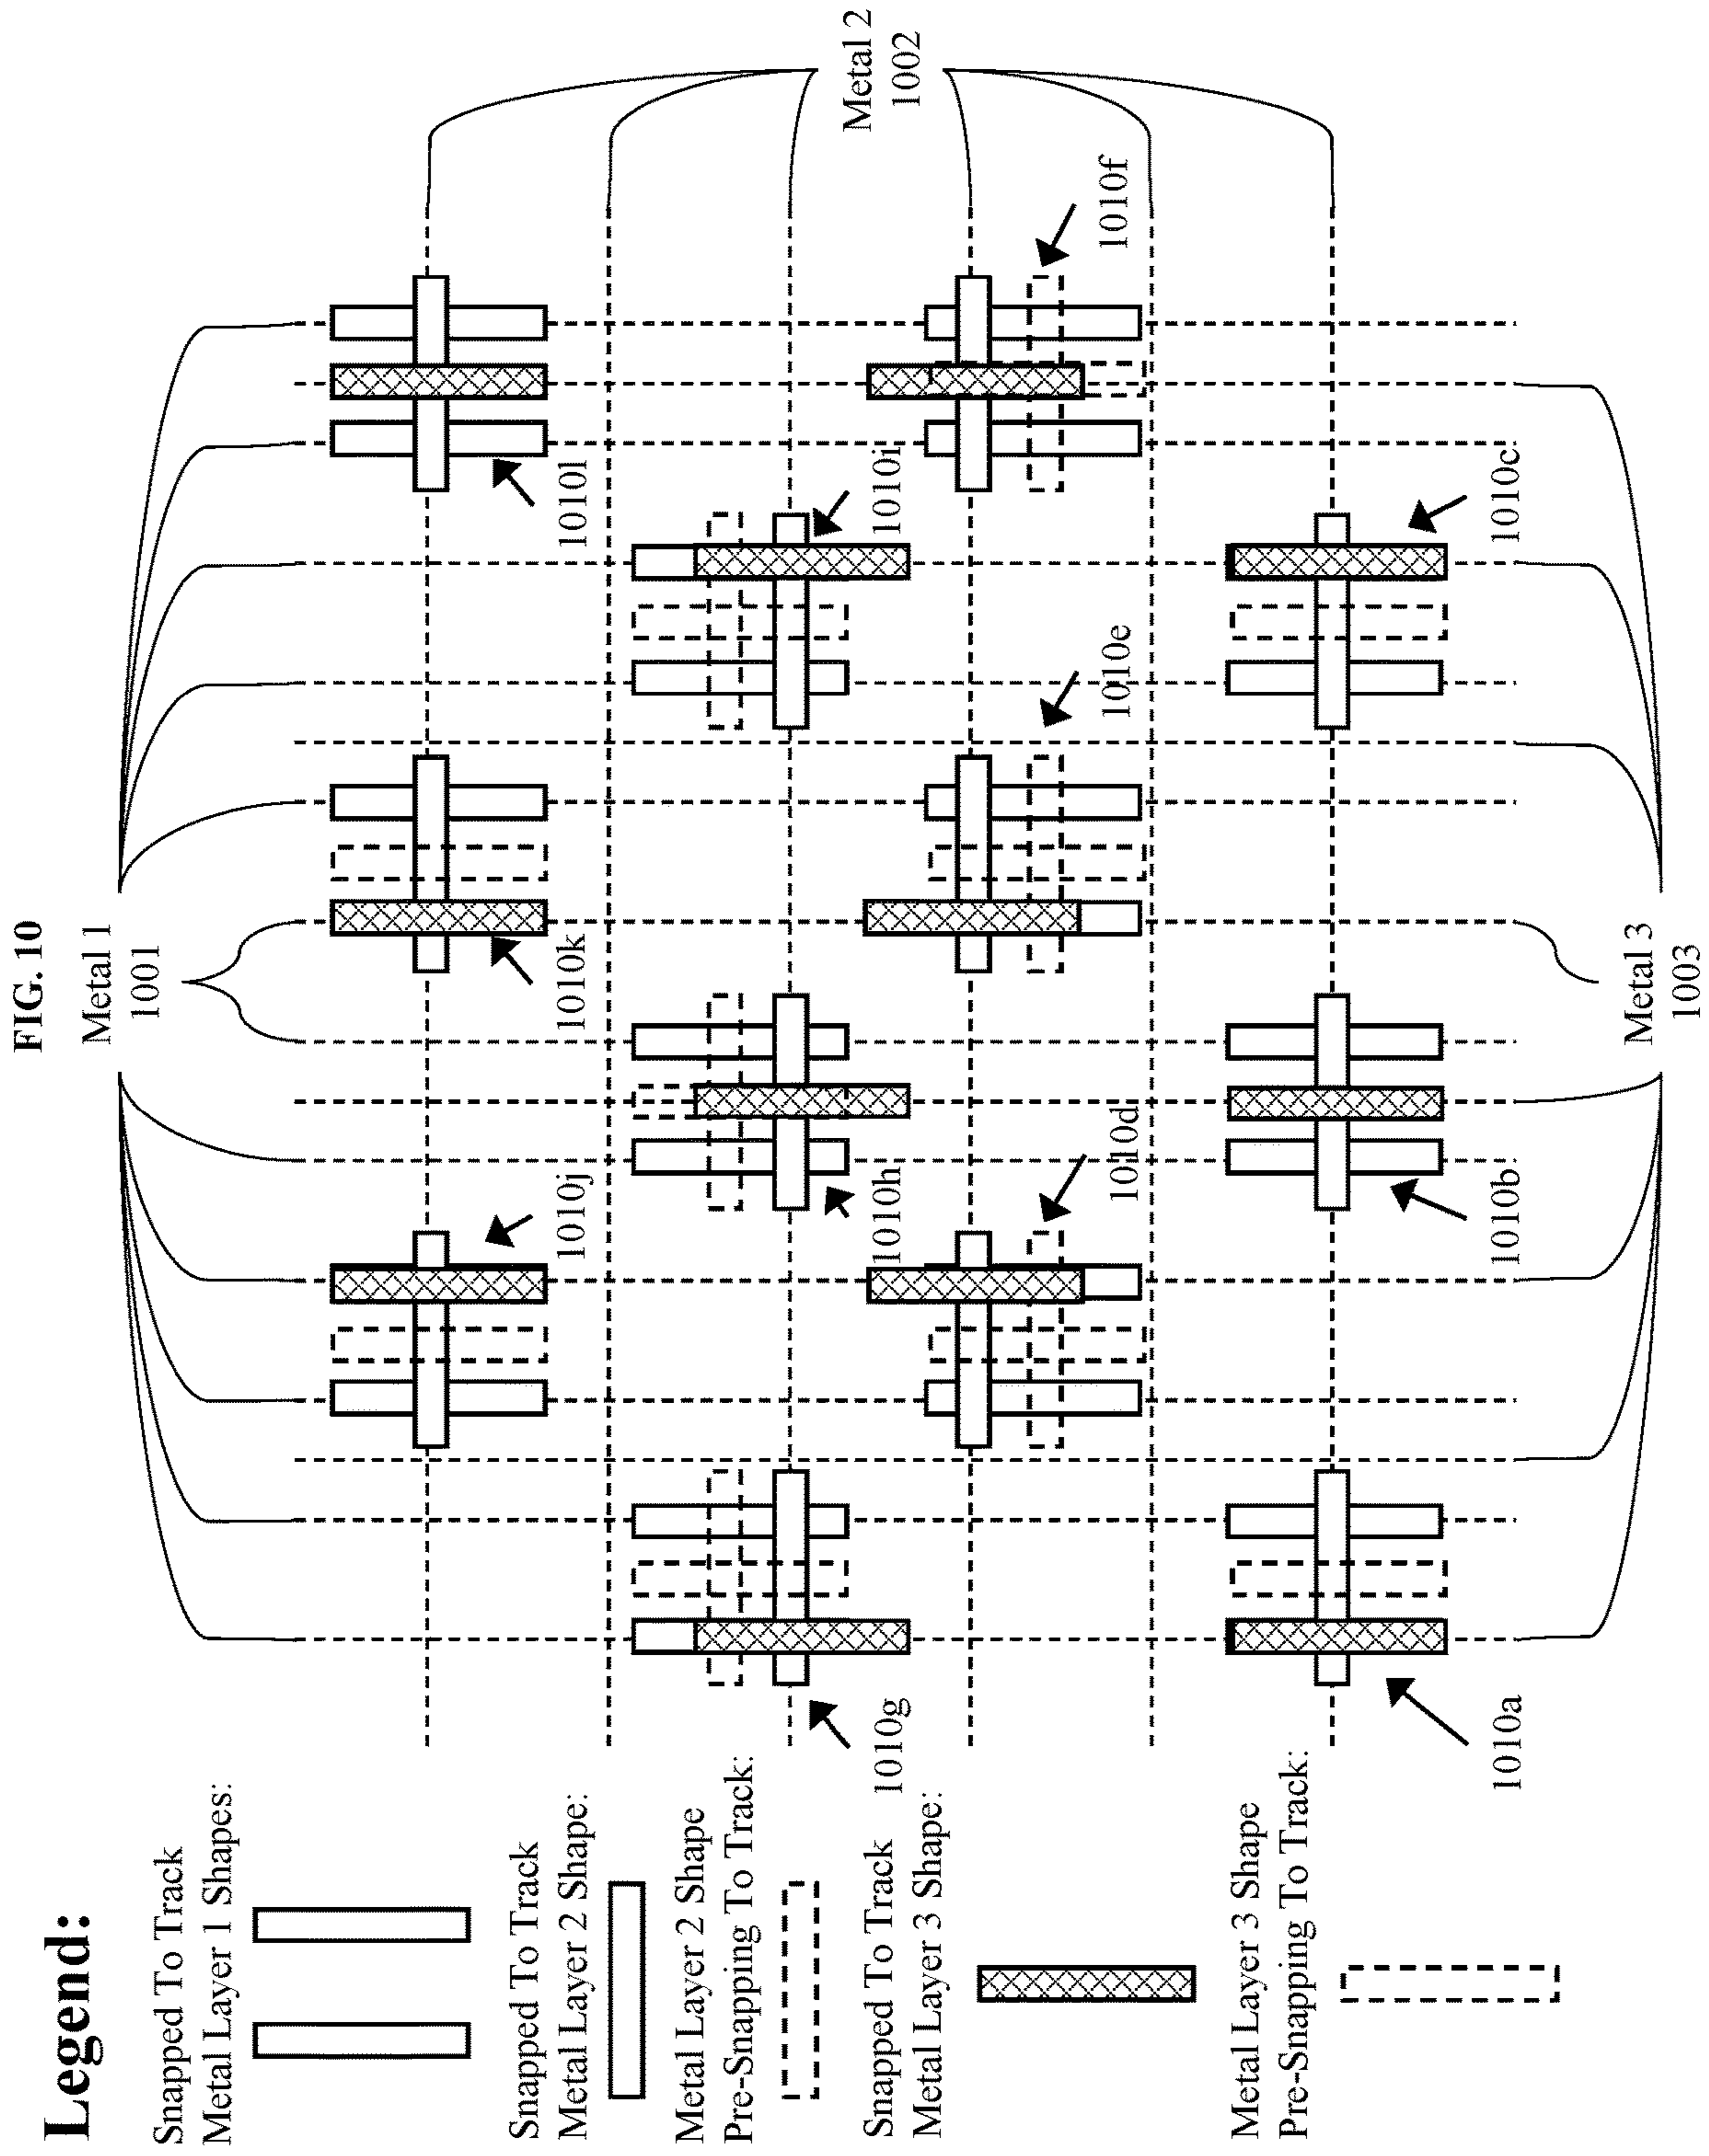 FIG. 10
Metal 1
1001
Metal 2
1002
Metal 3
1003
1010a
1010b
1010c
1010d
1010e
1010f
1010g
1010h
1010i
1010j
1010k
1010l
Legend:
Snapped To Track
Metal Layer 1 Shapes:
Snapped To Track
Metal Layer 2 Shape:
Metal Layer 2 Shape
Pre-Snapping To Track:
Snapped To Track
Metal Layer 3 Shape:
Metal Layer 3 Shape
Pre-Snapping To Track: